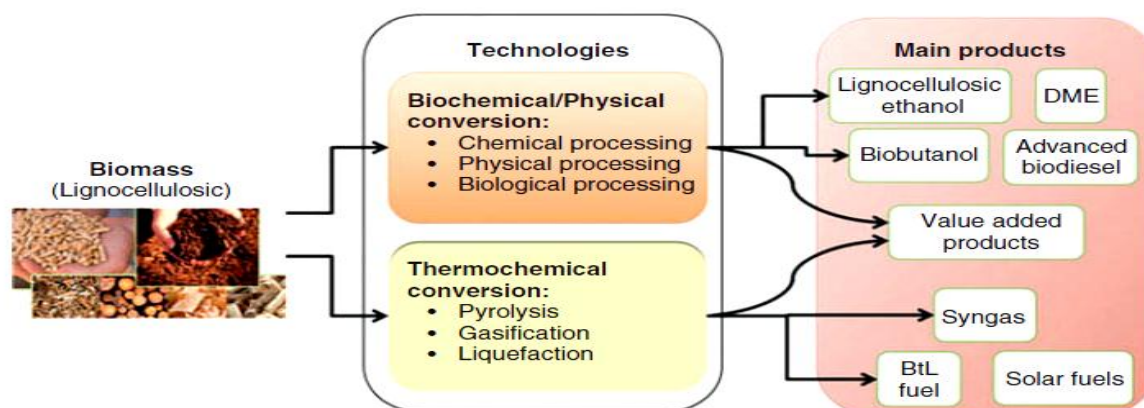 Biomass
(Lignocellulosic)
Technologies
Biochemical/Physical
conversion:
• Chemical processing
• Physical processing
• Biological processing
Thermochemical
conversion:
• Pyrolysis
• Gasification
• Liquefaction
Main products
Lignocellulosic
ethanol
DME
Biobutanol
Advanced
biodiesel
Value added
products
Syngas
BtL
fuel
Solar fuels